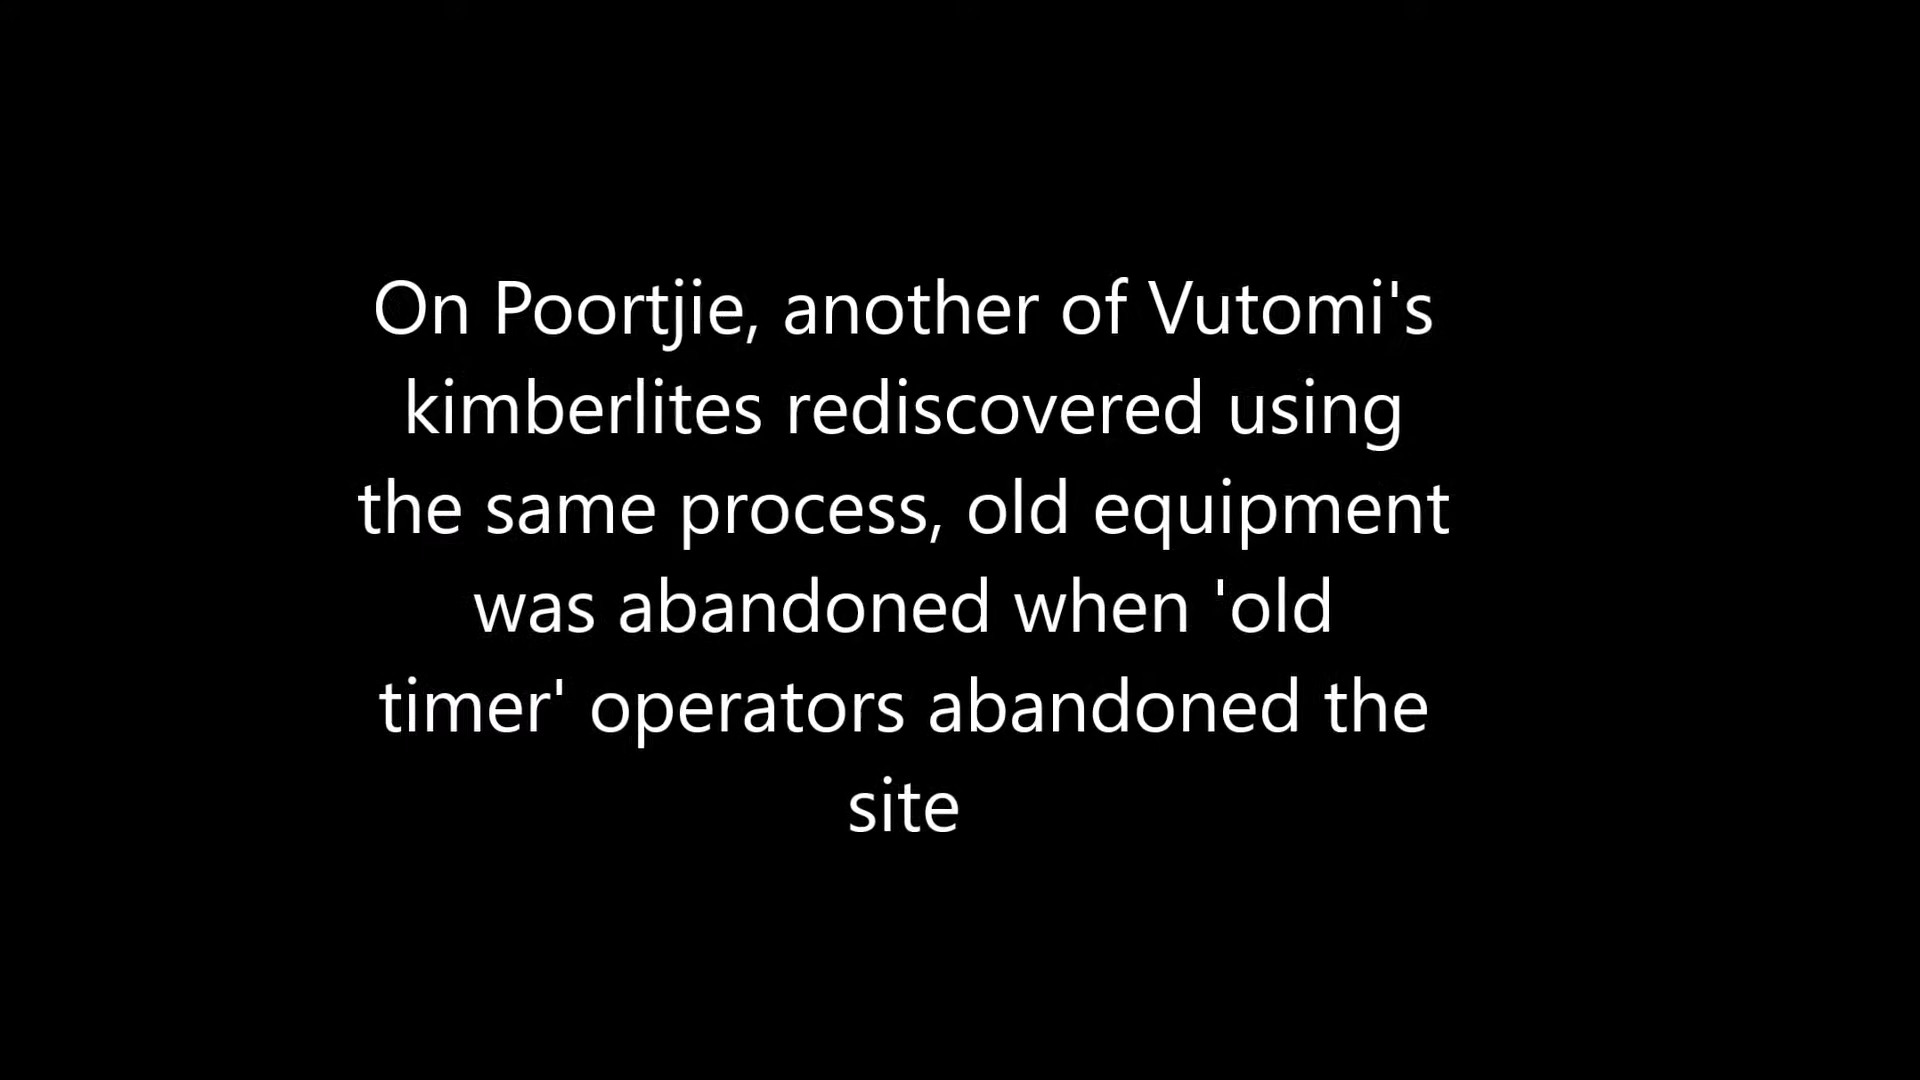 On Poortjie, another of Vutomi's
kimberlites rediscovered using
the same process, old equipment
was abandoned when 'old
timer' operators abandoned the
site